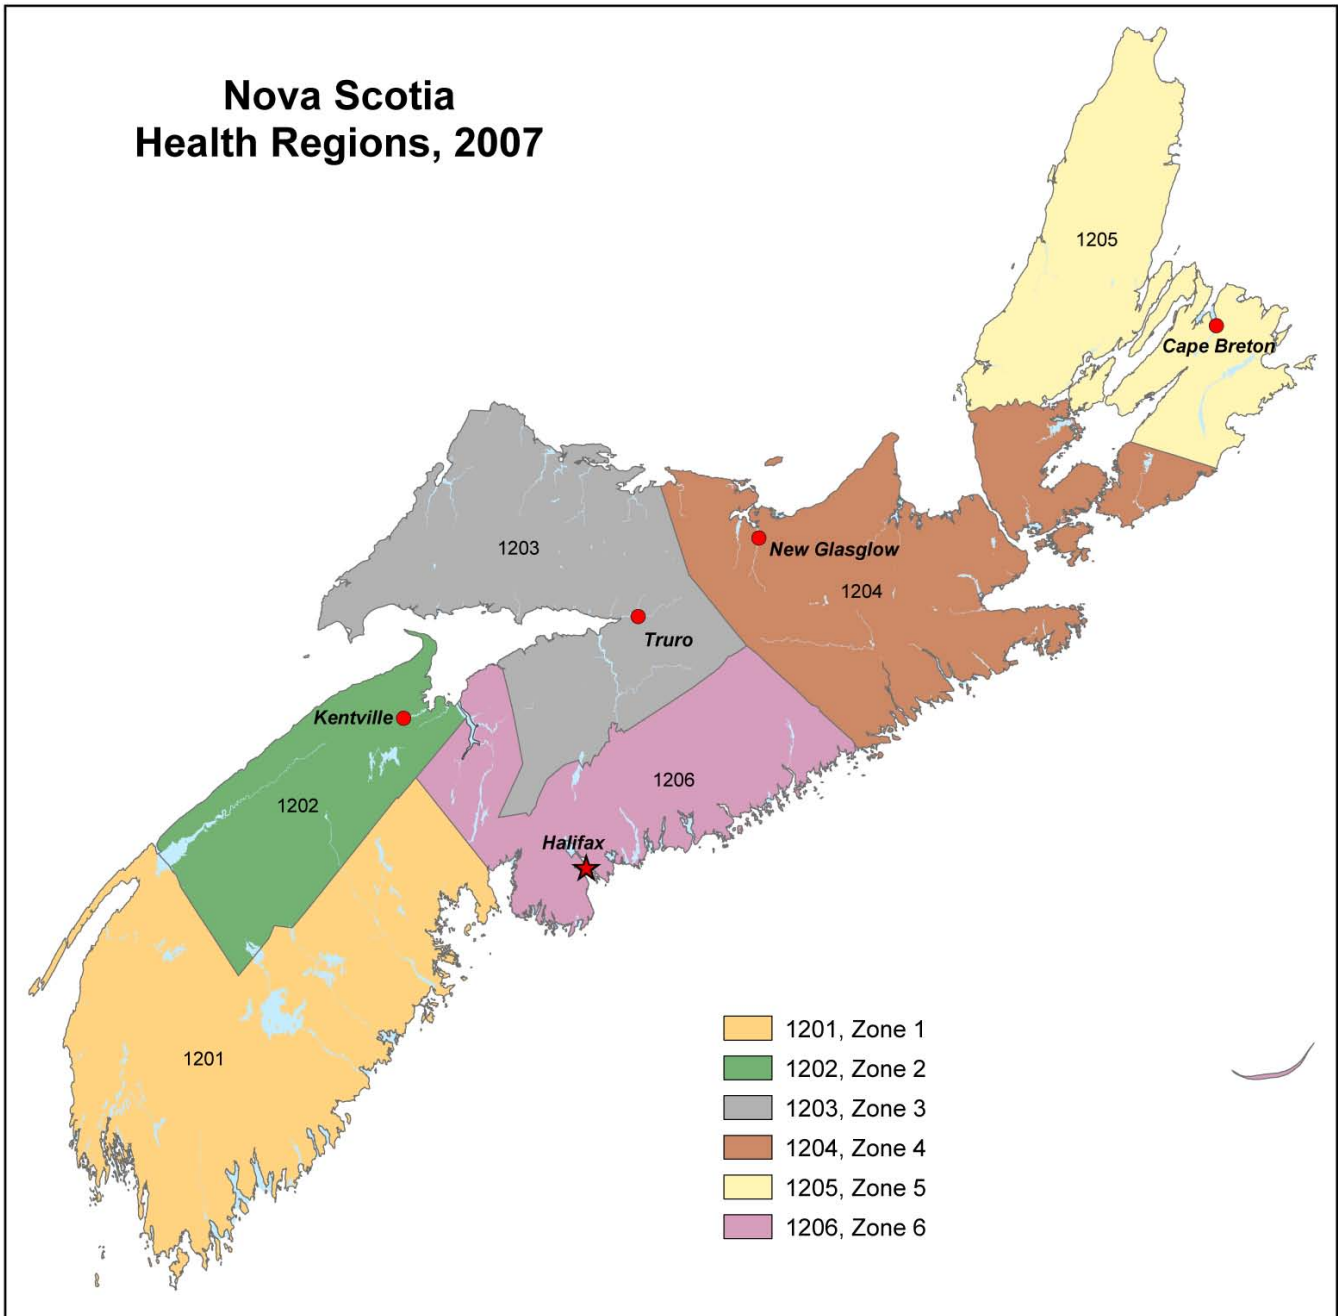 Nova Scotia
Health Regions, 2007
1205
Cape Breton
1203
New Glasglow
1204
Truro
Kentville
1206
1202
Halifax
1201
1201, Zone 1
1202, Zone 2
1203, Zone 3
1204, Zone 4
1205, Zone 5
1206, Zone 6